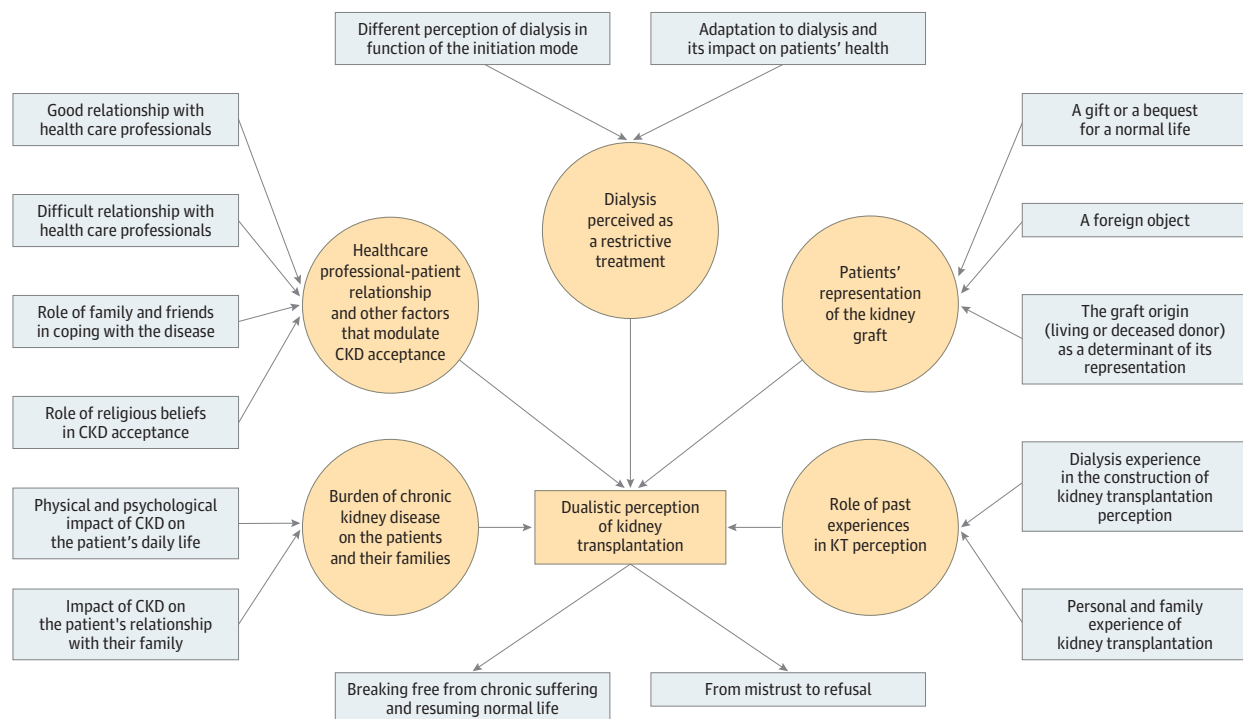 Different perception of dialysis in
function of the initiation mode
Adaptation to dialysis and
its impact on patients’ health
Good relationship with
health care professionals
A gift or a bequest
for a normal life
Difficult relationship with
health care professionals
Healthcare
professional-patient
relationship
and other factors
that modulate
CKD acceptance
Dialysis
perceived as
a restrictive
treatment
Patients’
representation
of the kidney
graft
A foreign object
Role of family and friends
in coping with the disease
The graft origin
(living or deceased donor)
as a determinant of its
representation
Role of religious beliefs
in CKD acceptance
Physical and psychological
impact of CKD on
the patient’s daily life
Burden of chronic
kidney disease
on the patients
and their families
Dualistic perception
of kidney
transplantation
Role of past
experiences
in KT perception
Dialysis experience
in the construction of
kidney transplantation
perception
Impact of CKD on
the patient's relationship
with their family
Personal and family
experience of
kidney transplantation
Breaking free from chronic suffering
and resuming normal life
From mistrust to refusal